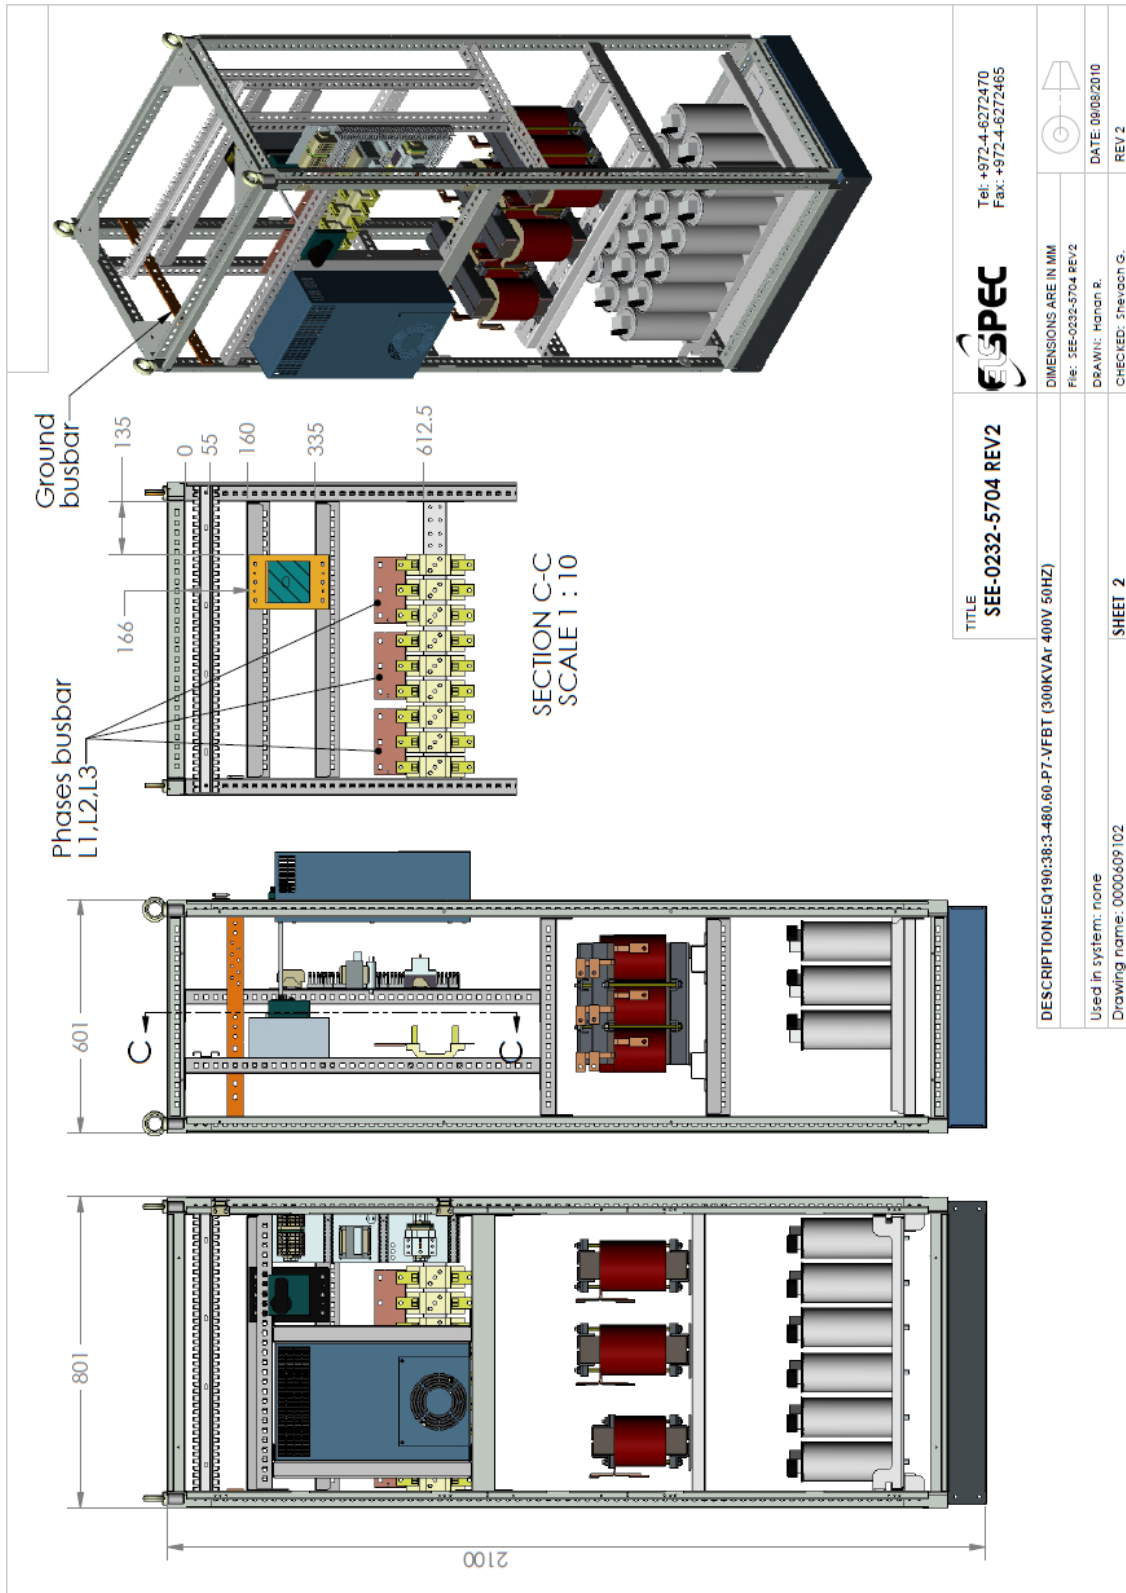 Ground
busbar
Phases busbar
L1,L2,L3
166
135
0
55
160
335
612.5
SECTION C-C
SCALE 1 : 10
601
C
C
801
2100
TITLE
SEE-0232-5704 REV2
ELSPEC
Tel: +972-4-6272470
Fax: +972-4-6272465
DESCRIPTION:EQ190:38:3-480.60-P7-VFBT (300KVAr 400V 50HZ)
DIMENSIONS ARE IN MM
Used in system: none
File: SEE-0232-5704 REV2
Drawing name: 0000609102
SHEET 2
DRAWN: Hanan R.
DATE: 09/08/2010
CHECKED: Shevach G.
REV 2